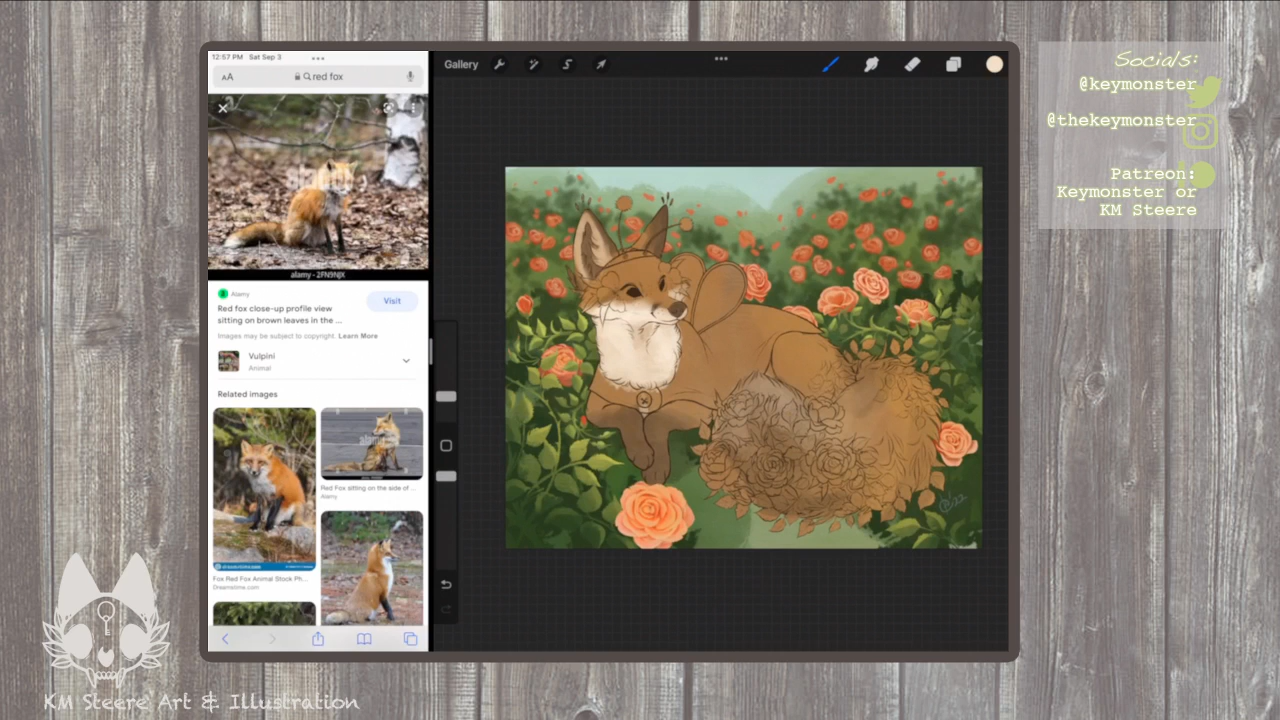 12:57 PM Sat Sep 3
AA
red fox
alamy
alamy - 2FN9NJX
Alamy
Visit
Red fox close-up profile view
sitting on brown leaves in the ...
Images may be subject to copyright. Learn More
Vulpini
Animal
Related images
alamy
Red Fox sitting on the side of ...
Alamy
Fox Red Fox Animal Stock Ph...
Dreamstime.com
Gallery
Socials:
@keymonster
@thekeymonster
Patreon:
Keymonster or
KM Steere
KM Steere Art & Illustration